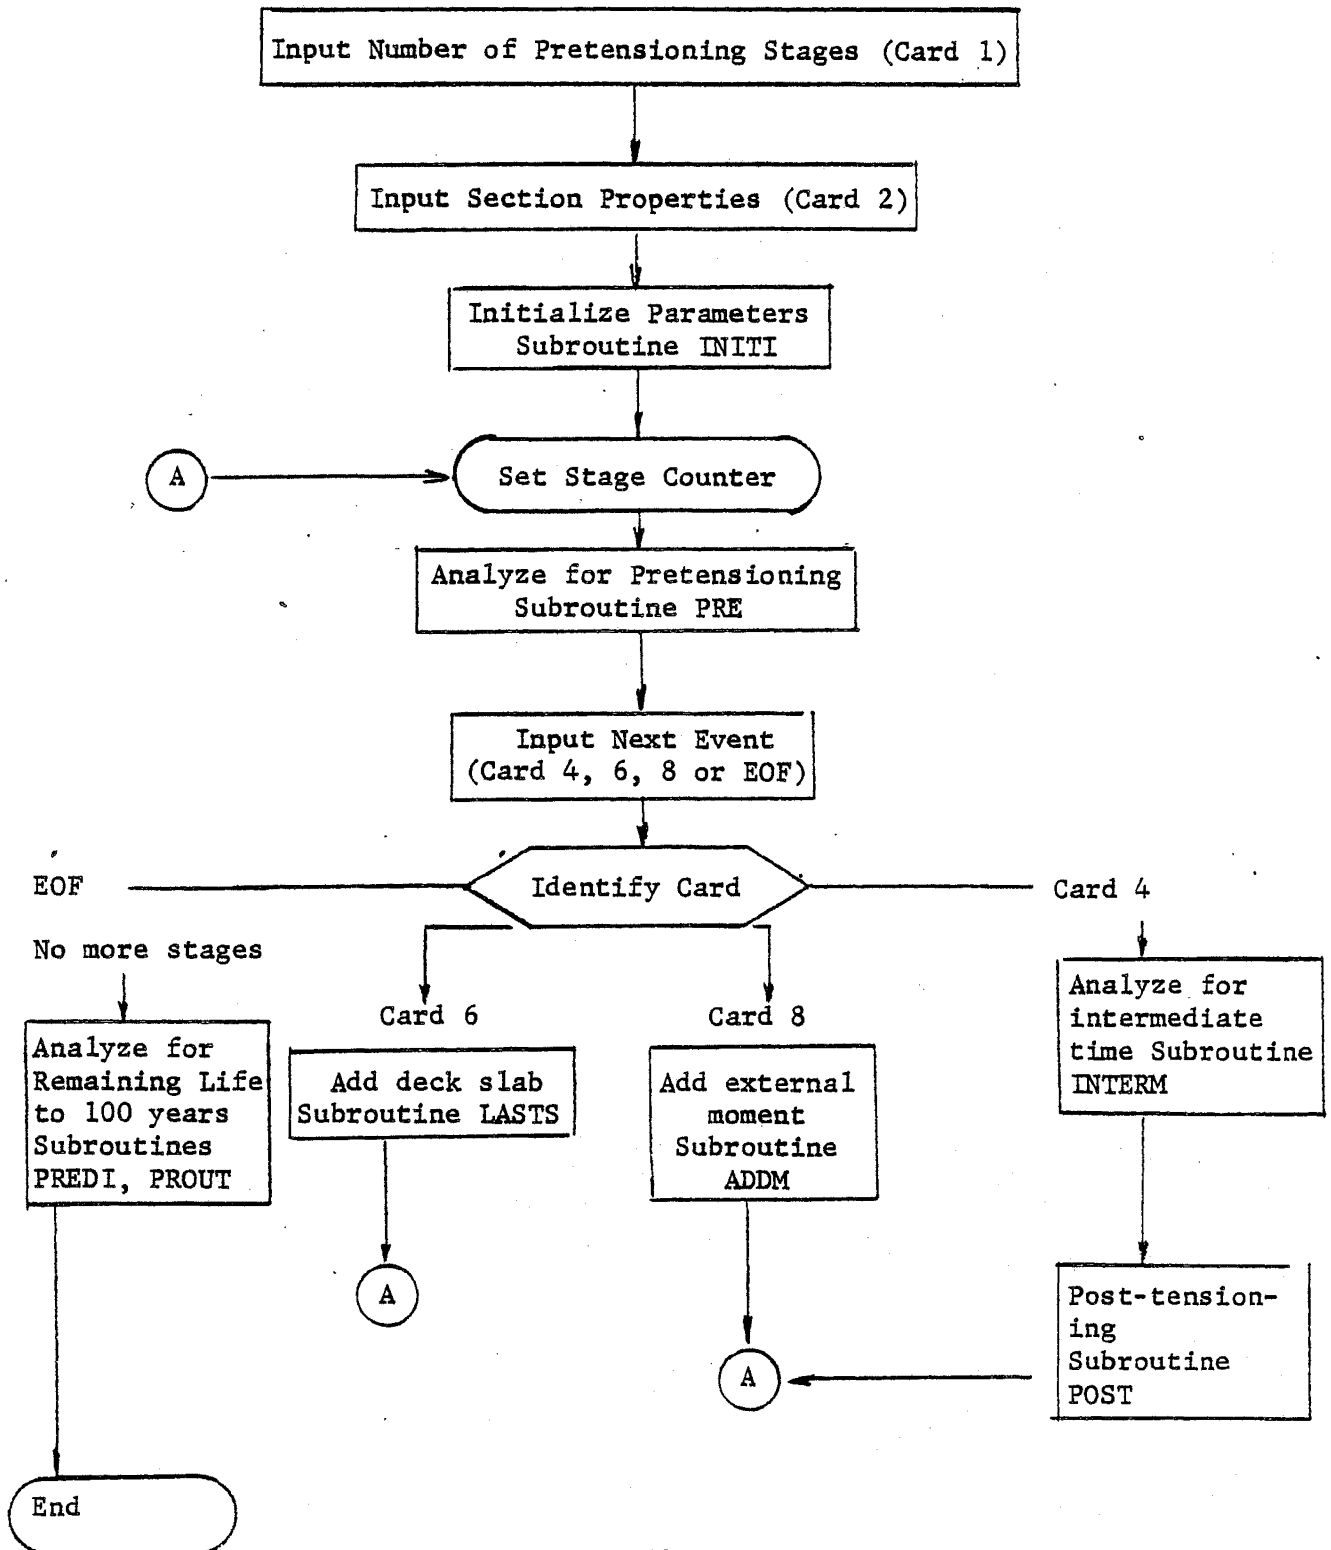 Input Number of Pretensioning Stages (Card 1)
Input Section Properties (Card 2)
Initialize Parameters
Subroutine INITI
A
Set Stage Counter
Analyze for Pretensioning
Subroutine PRE
Input Next Event
(Card 4, 6, 8 or EOF)
Identify Card
EOF
No more stages
Analyze for
Remaining Life
to 100 years
Subroutines
PREDI, PROUT
End
Card 6
Add deck slab
Subroutine LASTS
A
Card 8
Add external
moment
Subroutine
ADDM
A
Card 4
Analyze for
intermediate
time Subroutine
INTERM
Post-tension-
ing
Subroutine
POST